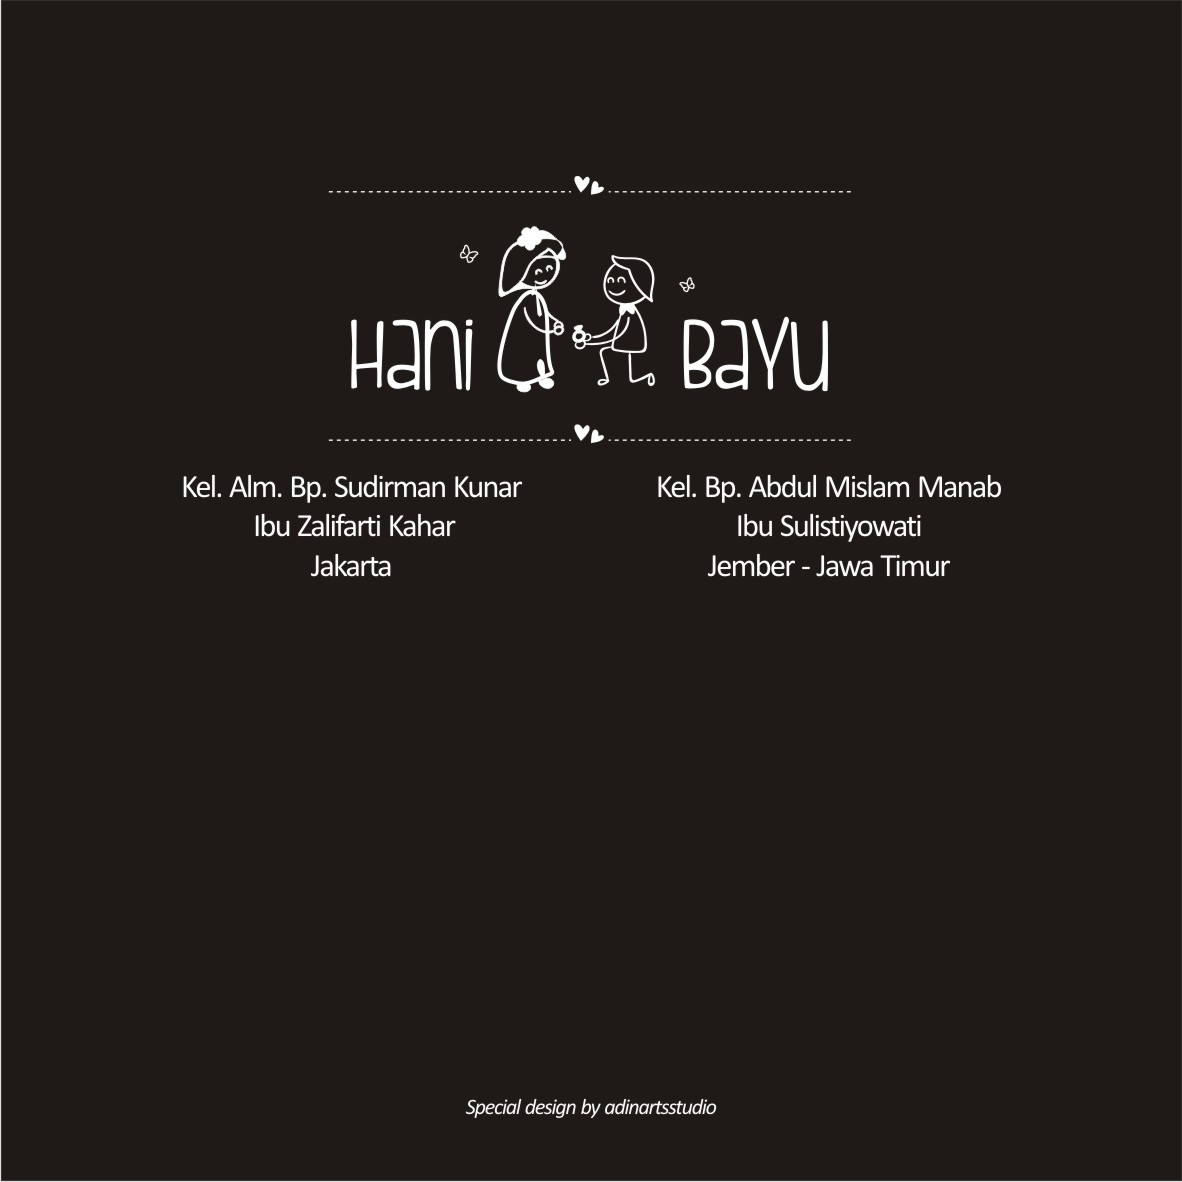 Hani Bayu
Kel. Alm. Bp. Sudirman Kunar
Ibu Zalifarti Kahar
Jakarta
Kel. Bp. Abdul Mislam Manab
Ibu Sulistiyowati
Jember - Jawa Timur
Special design by adinartsstudio